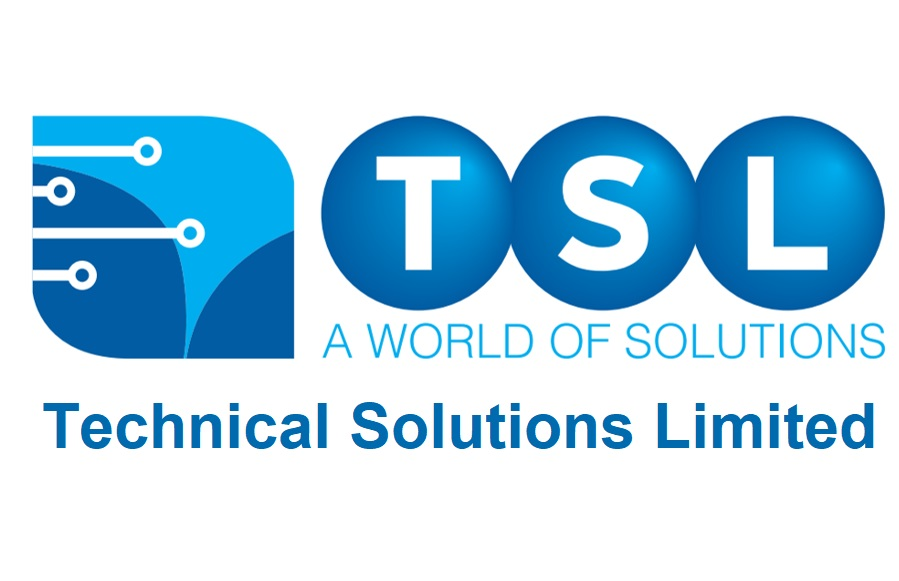 TSL
A WORLD OF SOLUTIONS
Technical Solutions Limited